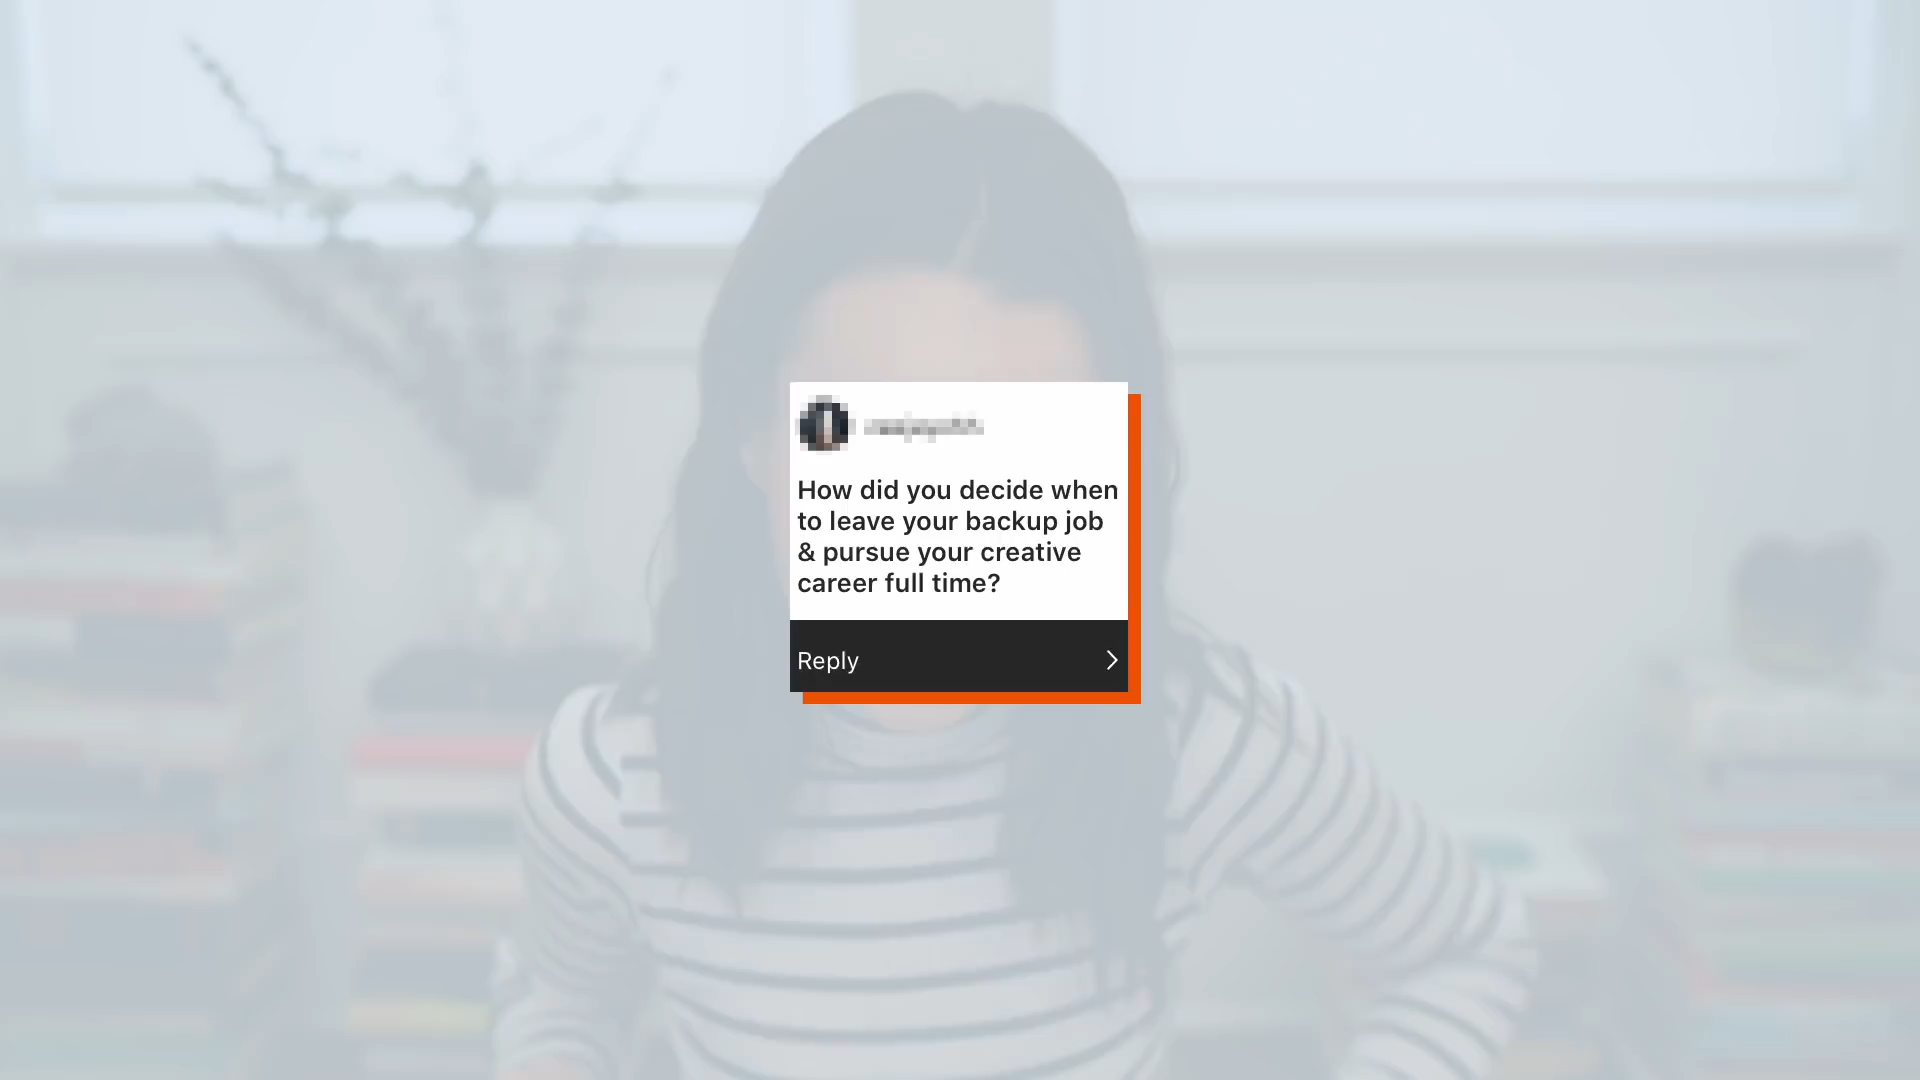 How did you decide when
to leave your backup job
& pursue your creative
career full time?
Reply